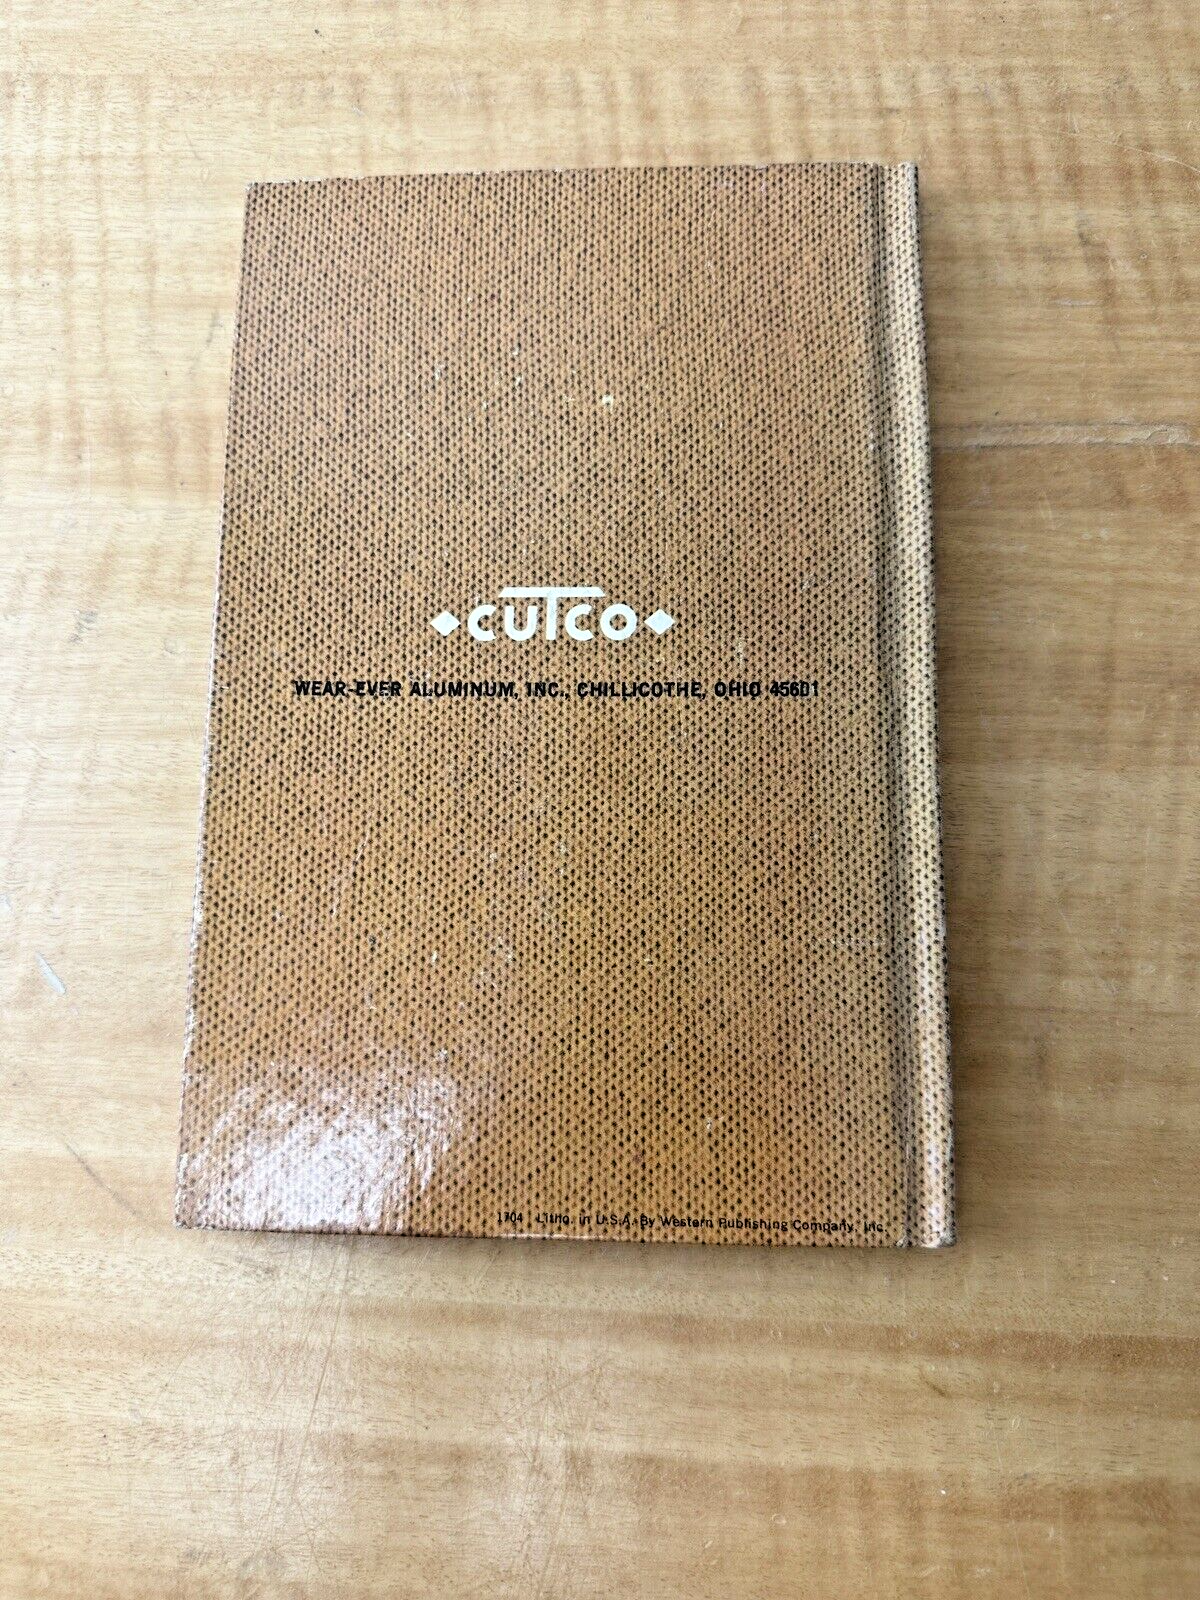 CUTCO
WEAR-EVER ALUMINUM, INC., CHILLICOTHE, OHIO 45601
1704 Litho. in U.S.A. By Western Publishing Company, Inc.